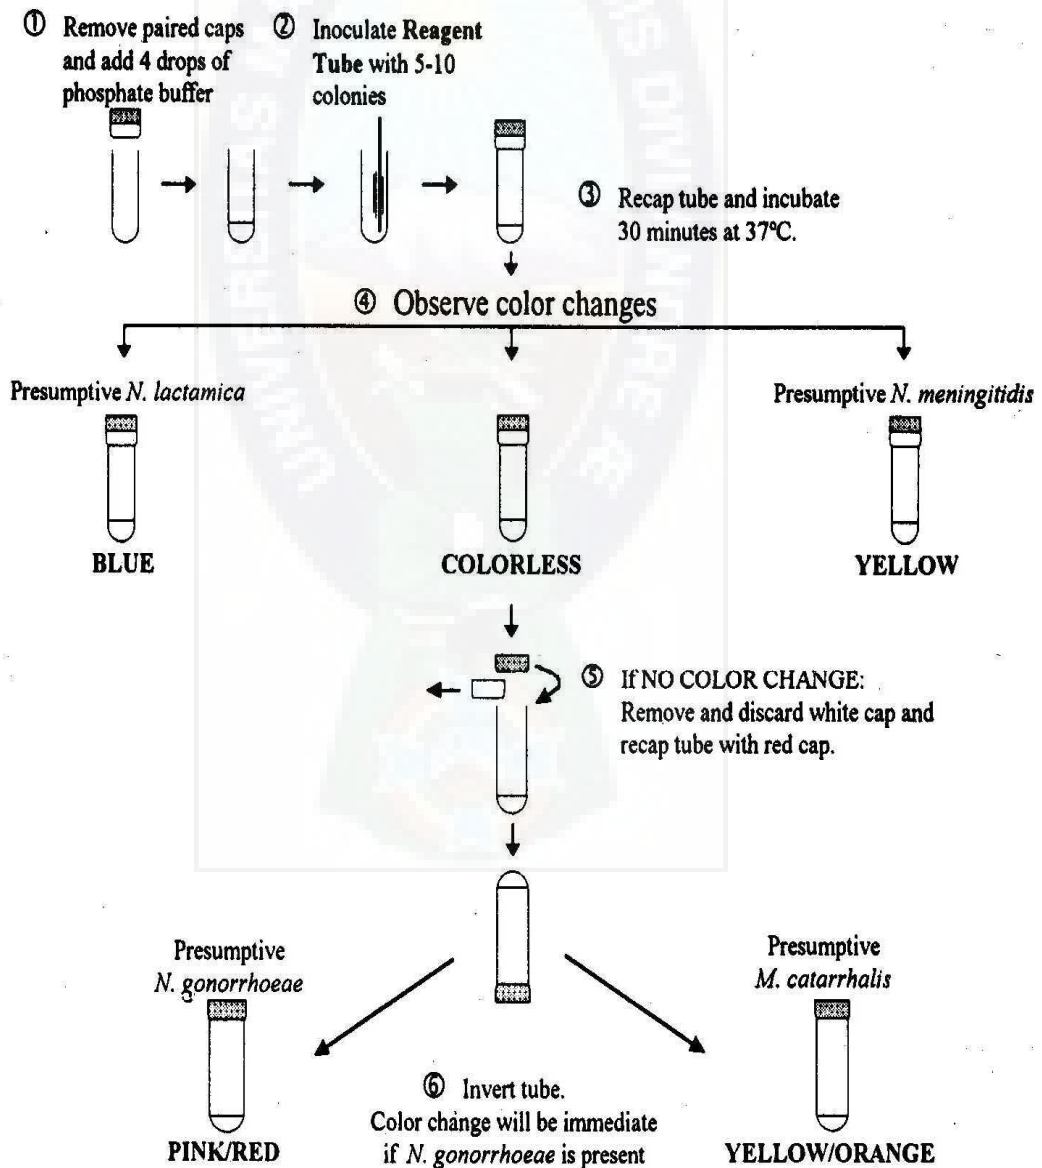 ① Remove paired caps
and add 4 drops of
phosphate buffer
② Inoculate Reagent
Tube with 5-10
colonies
③ Recap tube and incubate
30 minutes at 37°C.
④ Observe color changes
Presumptive N. lactamica
BLUE
COLORLESS
Presumptive N. meningitidis
YELLOW
⑤ If NO COLOR CHANGE:
Remove and discard white cap and
recap tube with red cap.
Presumptive
N. gonorrhoeae
PINK/RED
⑥ Invert tube.
Color change will be immediate
if N. gonorrhoeae is present
Presumptive
M. catarrhalis
YELLOW/ORANGE